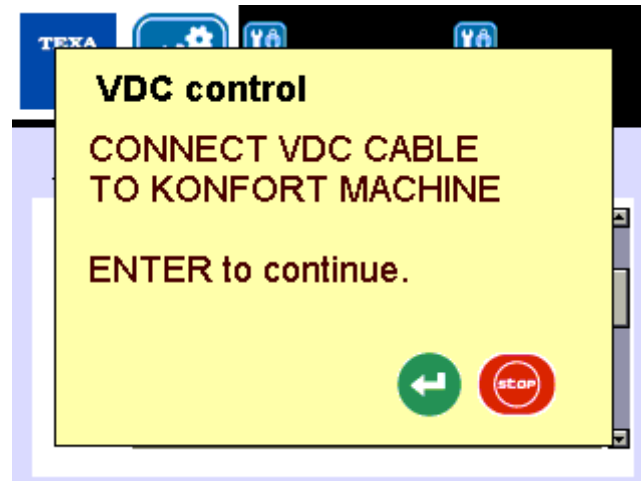 TEXA
VDC control
CONNECT VDC CABLE
TO KONFORT MACHINE
ENTER to continue.
stop